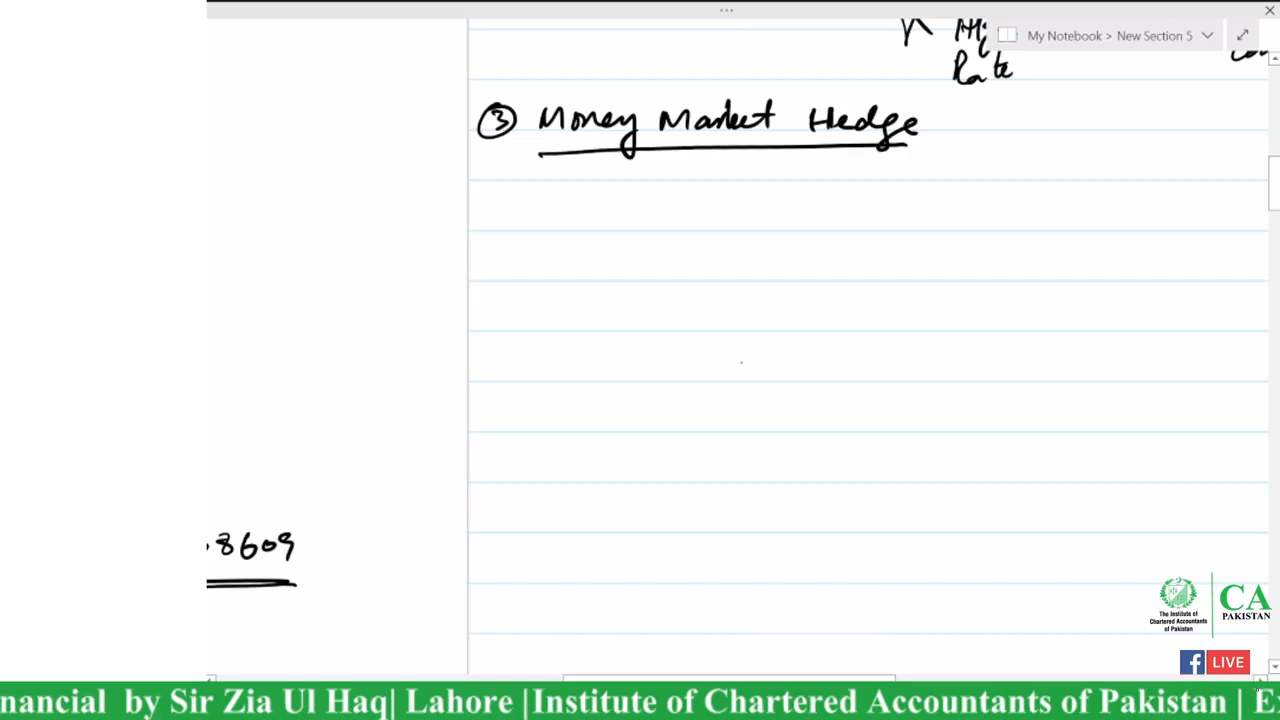 My Notebook > New Section 5
Rate
③ Money Market Hedge
8609
The Institute of
Chartered Accountants
of Pakistan
CA
PAKISTAN
f LIVE
nancial by Sir Zia Ul Haq| Lahore |Institute of Chartered Accountants of Pakistan | E